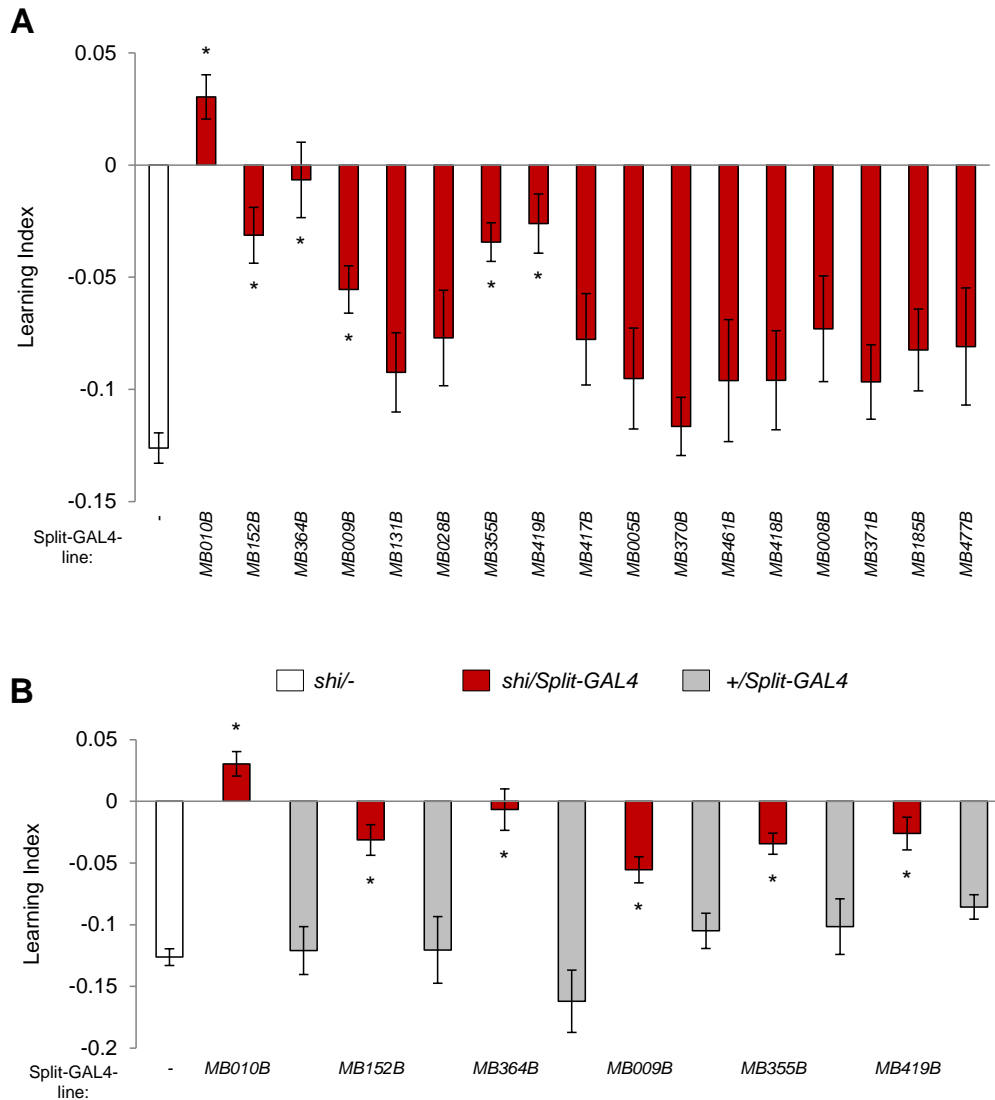 A
0.05
*
0
*
*
*
*
*
-0.05
-0.1
-0.15
Learning Index
Split-GAL4-
line:
-
MB010B
MB152B
MB364B
MB009B
MB131B
MB028B
MB355B
MB419B
MB417B
MB005B
MB370B
MB461B
MB418B
MB008B
MB371B
MB185B
MB477B
shi/- shi/Split-GAL4 +/Split-GAL4
B
0.05
*
0
*
*
*
*
*
-0.05
-0.1
-0.15
-0.2
Learning Index
Split-GAL4-
line:
- MB010B MB152B MB364B MB009B MB355B MB419B